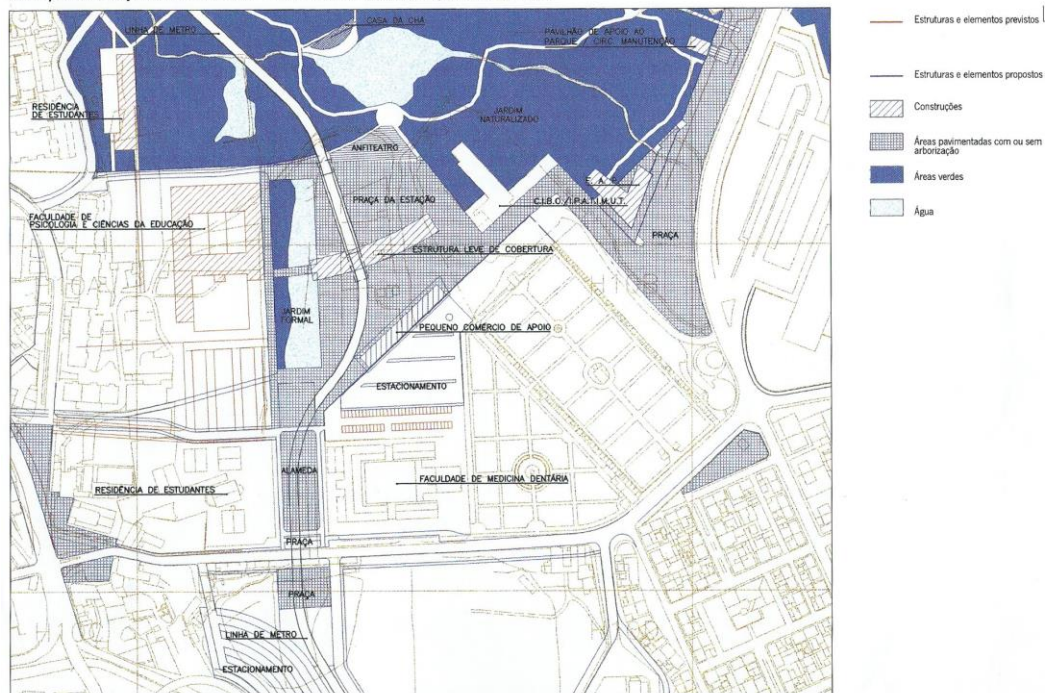 LINHA DE METRO
CASA DA CHÁ
PAVILHÃO DE APOIO AO
PARQUE / CIRC. MANUTENÇÃO
RESIDÊNCIA
DE ESTUDANTES
JARDIM
NATURALIZADO
ANFITEATRO
PRAÇA DA ESTAÇÃO
C.I.B.C./I.P.A.T.I.M.U.T.
FACULDADE DE
PSICOLOGIA E CIÊNCIAS DA EDUCAÇÃO
PRAÇA
ESTRUTURA LEVE DE COBERTURA
JARDIM
FORMAL
PEQUENO COMÉRCIO DE APOIO
ESTACIONAMENTO
ALAMEDA
FACULDADE DE MEDICINA DENTÁRIA
RESIDÊNCIA DE ESTUDANTES
PRAÇA
PRAÇA
LINHA DE METRO
ESTACIONAMENTO
Estruturas e elementos previstos
Estruturas e elementos propostos
Construções
Áreas pavimentadas com ou sem
arborização
Áreas verdes
Água